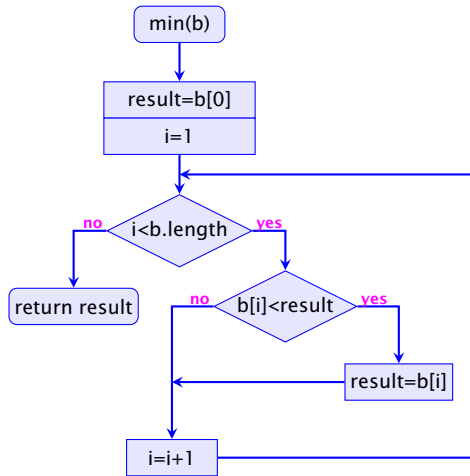 min(b)
result=b[0]
i=1
i<b.length
no
yes
return result
b[i]<result
no
yes
result=b[i]
i=i+1